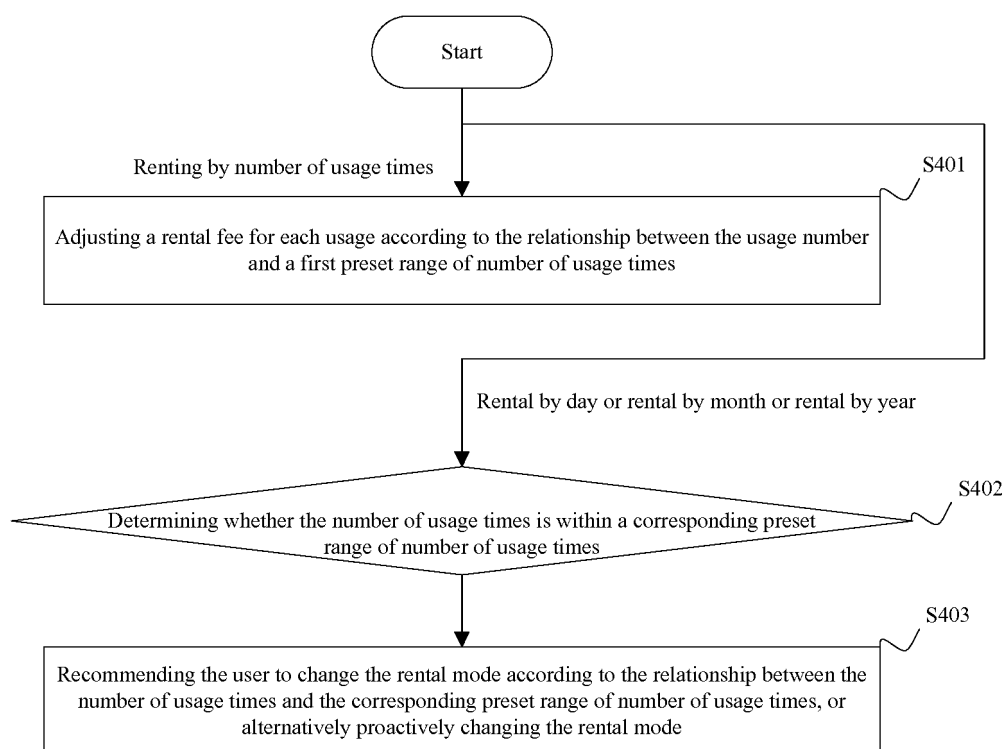 Start
Renting by number of usage times
S401
Adjusting a rental fee for each usage according to the relationship between the usage number
and a first preset range of number of usage times
Rental by day or rental by month or rental by year
S402
Determining whether the number of usage times is within a corresponding preset
range of number of usage times
S403
Recommending the user to change the rental mode according to the relationship between the
number of usage times and the corresponding preset range of number of usage times, or
alternatively proactively changing the rental mode